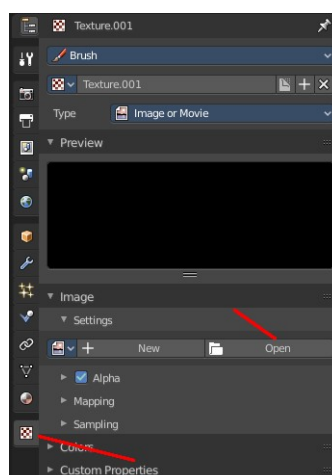 Texture.001
Brush
Texture.001
Type Image or Movie
Preview
Image
Settings
New Open
Alpha
Mapping
Sampling
Colors
Custom Properties